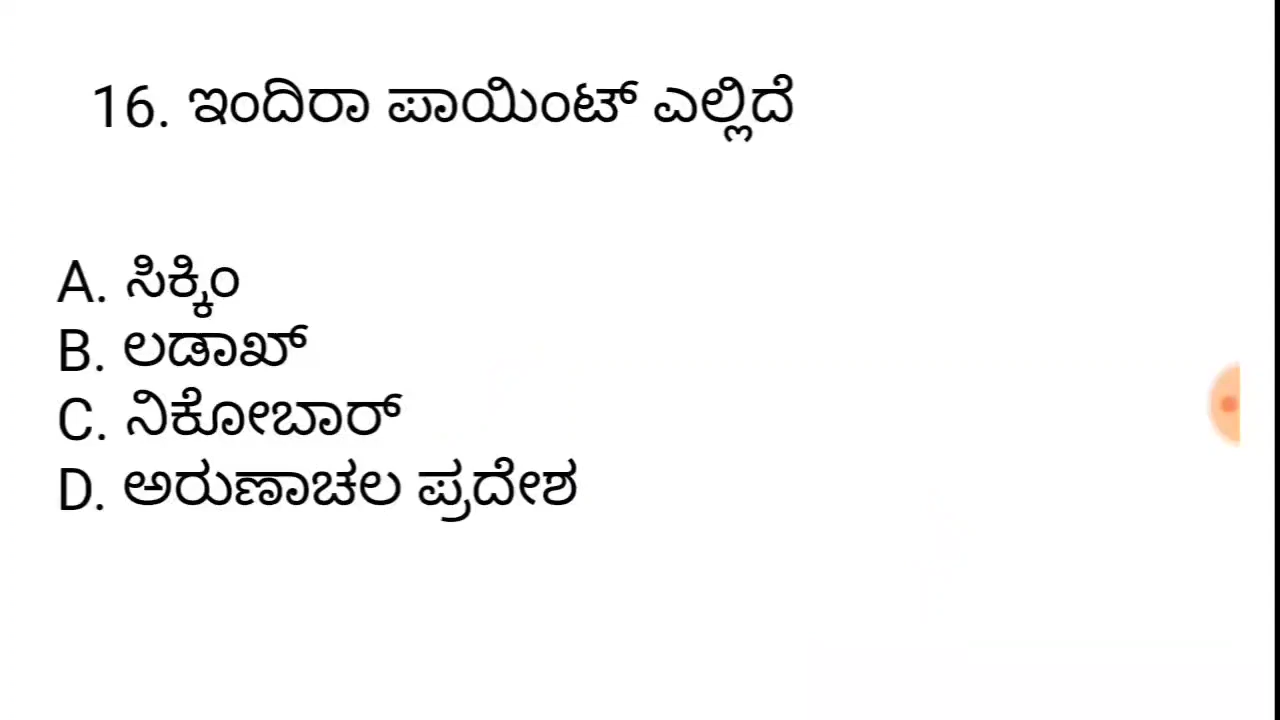 16. ಇಂದಿರಾ ಪಾಯಿಂಟ್ ಎಲ್ಲಿದೆ
A. ಸಿಕ್ಕಿಂ
B. ಲಡಾಖ್
C. ನಿಕೋಬಾರ್
D. ಅರುಣಾಚಲ ಪ್ರದೇಶ